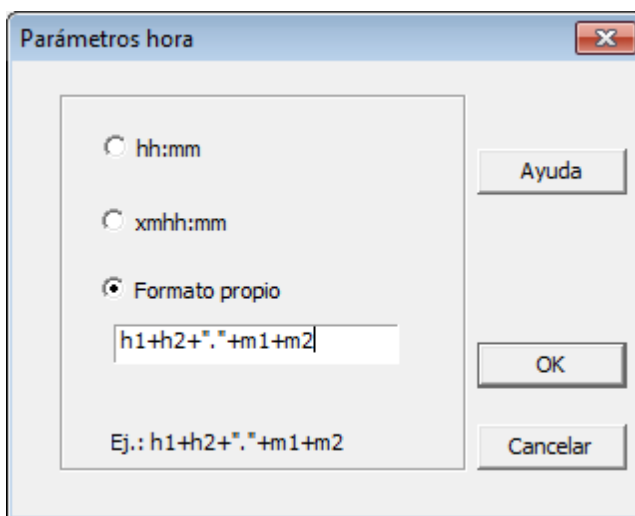 Parámetros hora
hh:mm
Ayuda
xmhh:mm
Formato propio
h1+h2+"."+m1+m2
OK
Ej.: h1+h2+"."+m1+m2
Cancelar